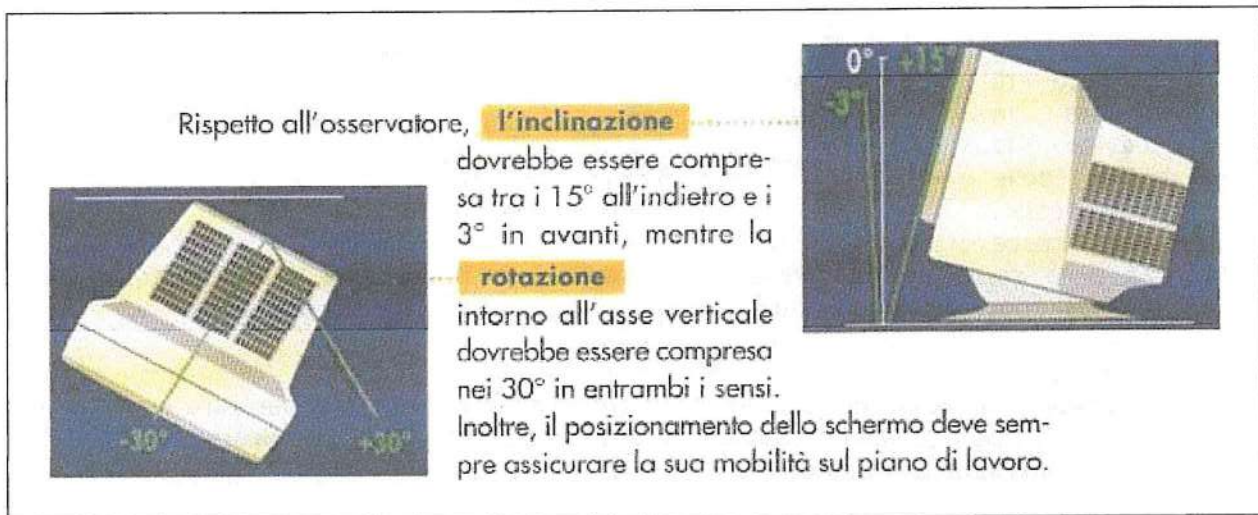 0° +15°
-3°
Rispetto all'osservatore, l'inclinazione
dovrebbe essere compre-
sa tra i 15° all'indietro e i
3° in avanti, mentre la
rotazione
intorno all'asse verticale
dovrebbe essere compresa
nei 30° in entrambi i sensi.
Inoltre, il posizionamento dello schermo deve sem-
pre assicurare la sua mobilità sul piano di lavoro.
-30° +30°